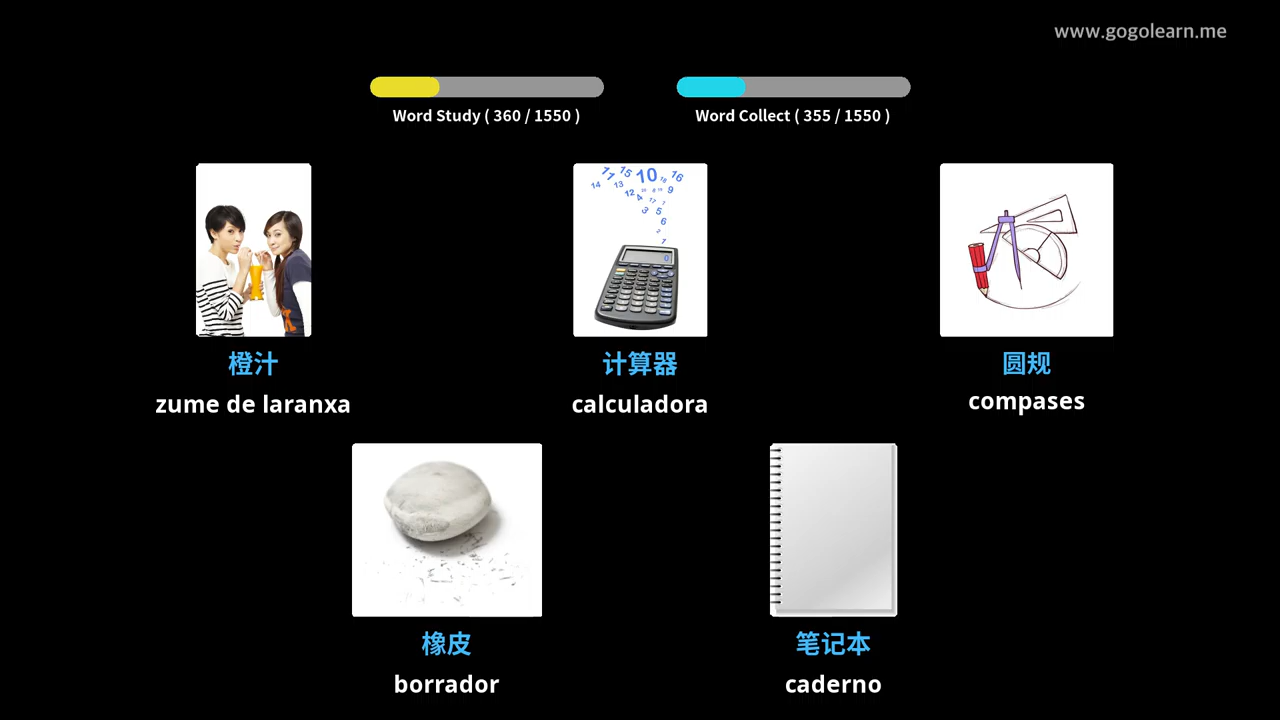 www.gogolearn.me
Word Study ( 360 / 1550 )
Word Collect ( 355 / 1550 )
橙汁
zume de laranxa
计算器
calculadora
圆规
compases
橡皮
borrador
笔记本
caderno